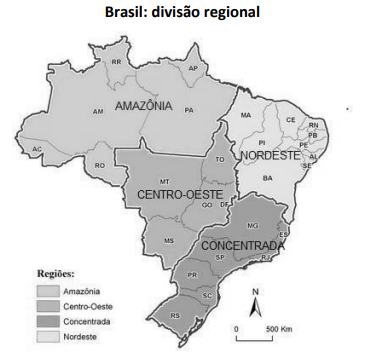 Brasil: divisão regional
RR
AP
AM
AMAZÔNIA
PA
MA
CE
RN
PB
AC
PI
PE
NORDESTE
AL
RO
TO
SE
MT
BA
CENTRO-OESTE
GO
DF
MG
MS
ES
CONCENTRADA
SP
RJ
PR
SC
RS
Regiões:
Amazônia
Centro-Oeste
Concentrada
Nordeste
N
0 500 Km